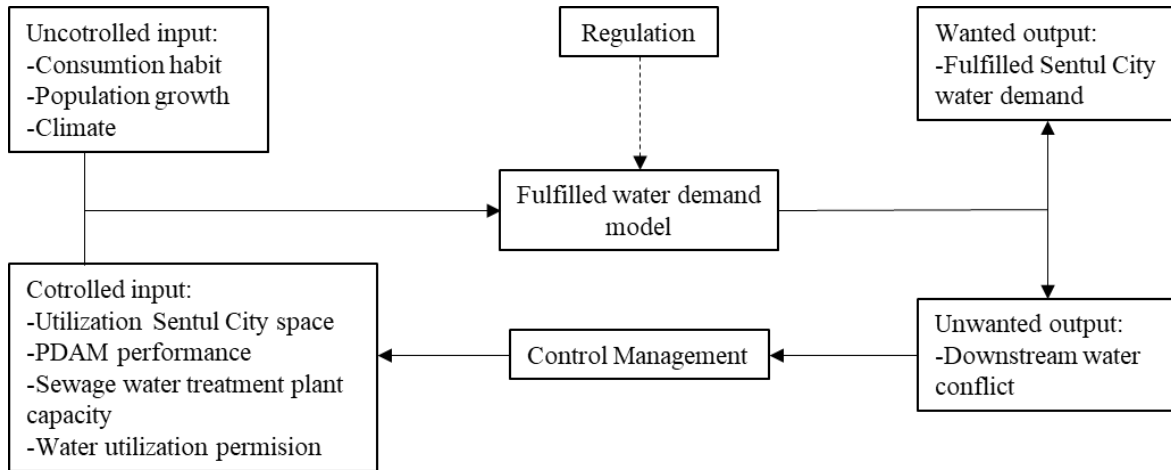 Uncotrolled input:
-Consumtion habit
-Population growth
-Climate
Regulation
Wanted output:
-Fulfilled Sentul City
water demand
Fulfilled water demand
model
Cotrolled input:
-Utilization Sentul City space
-PDAM performance
-Sewage water treatment plant
capacity
-Water utilization permision
Control Management
Unwanted output:
-Downstream water
conflict